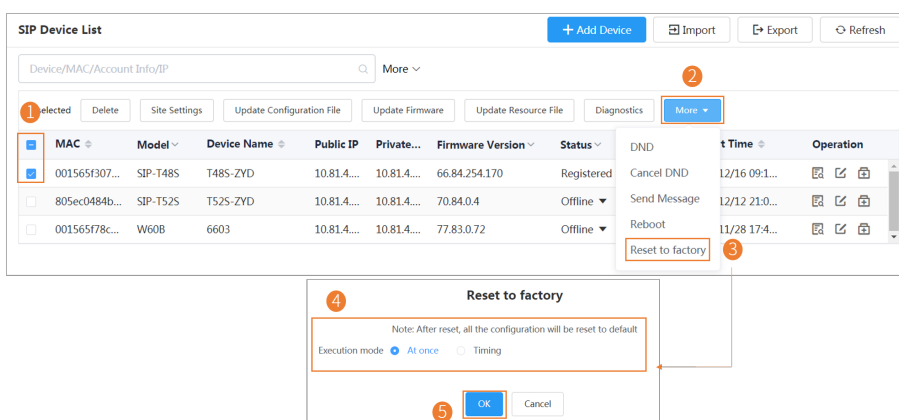 SIP Device List + Add Device Import Export Refresh
Device/MAC/Account Info/IP More
2
1 elected Delete Site Settings Update Configuration File Update Firmware Update Resource File Diagnostics More
MAC Model Device Name Public IP Private... Firmware Version Status t Time Operation
DND
001565f307... SIP-T48S T48S-ZYD 10.81.4.... 10.81.4.... 66.84.254.170 Registered Cancel DND 12/16 09:1...
805ec0484b... SIP-T52S T52S-ZYD 10.81.4.... 10.81.4.... 70.84.0.4 Offline Send Message 12/12 21:0...
001565f78c... W60B 6603 10.81.4.... 10.81.4.... 77.83.0.72 Offline Reboot 11/28 17:4...
Reset to factory 3
4 Reset to factory
Note: After reset, all the configuration will be reset to default
Execution mode At once Timing
5 OK Cancel